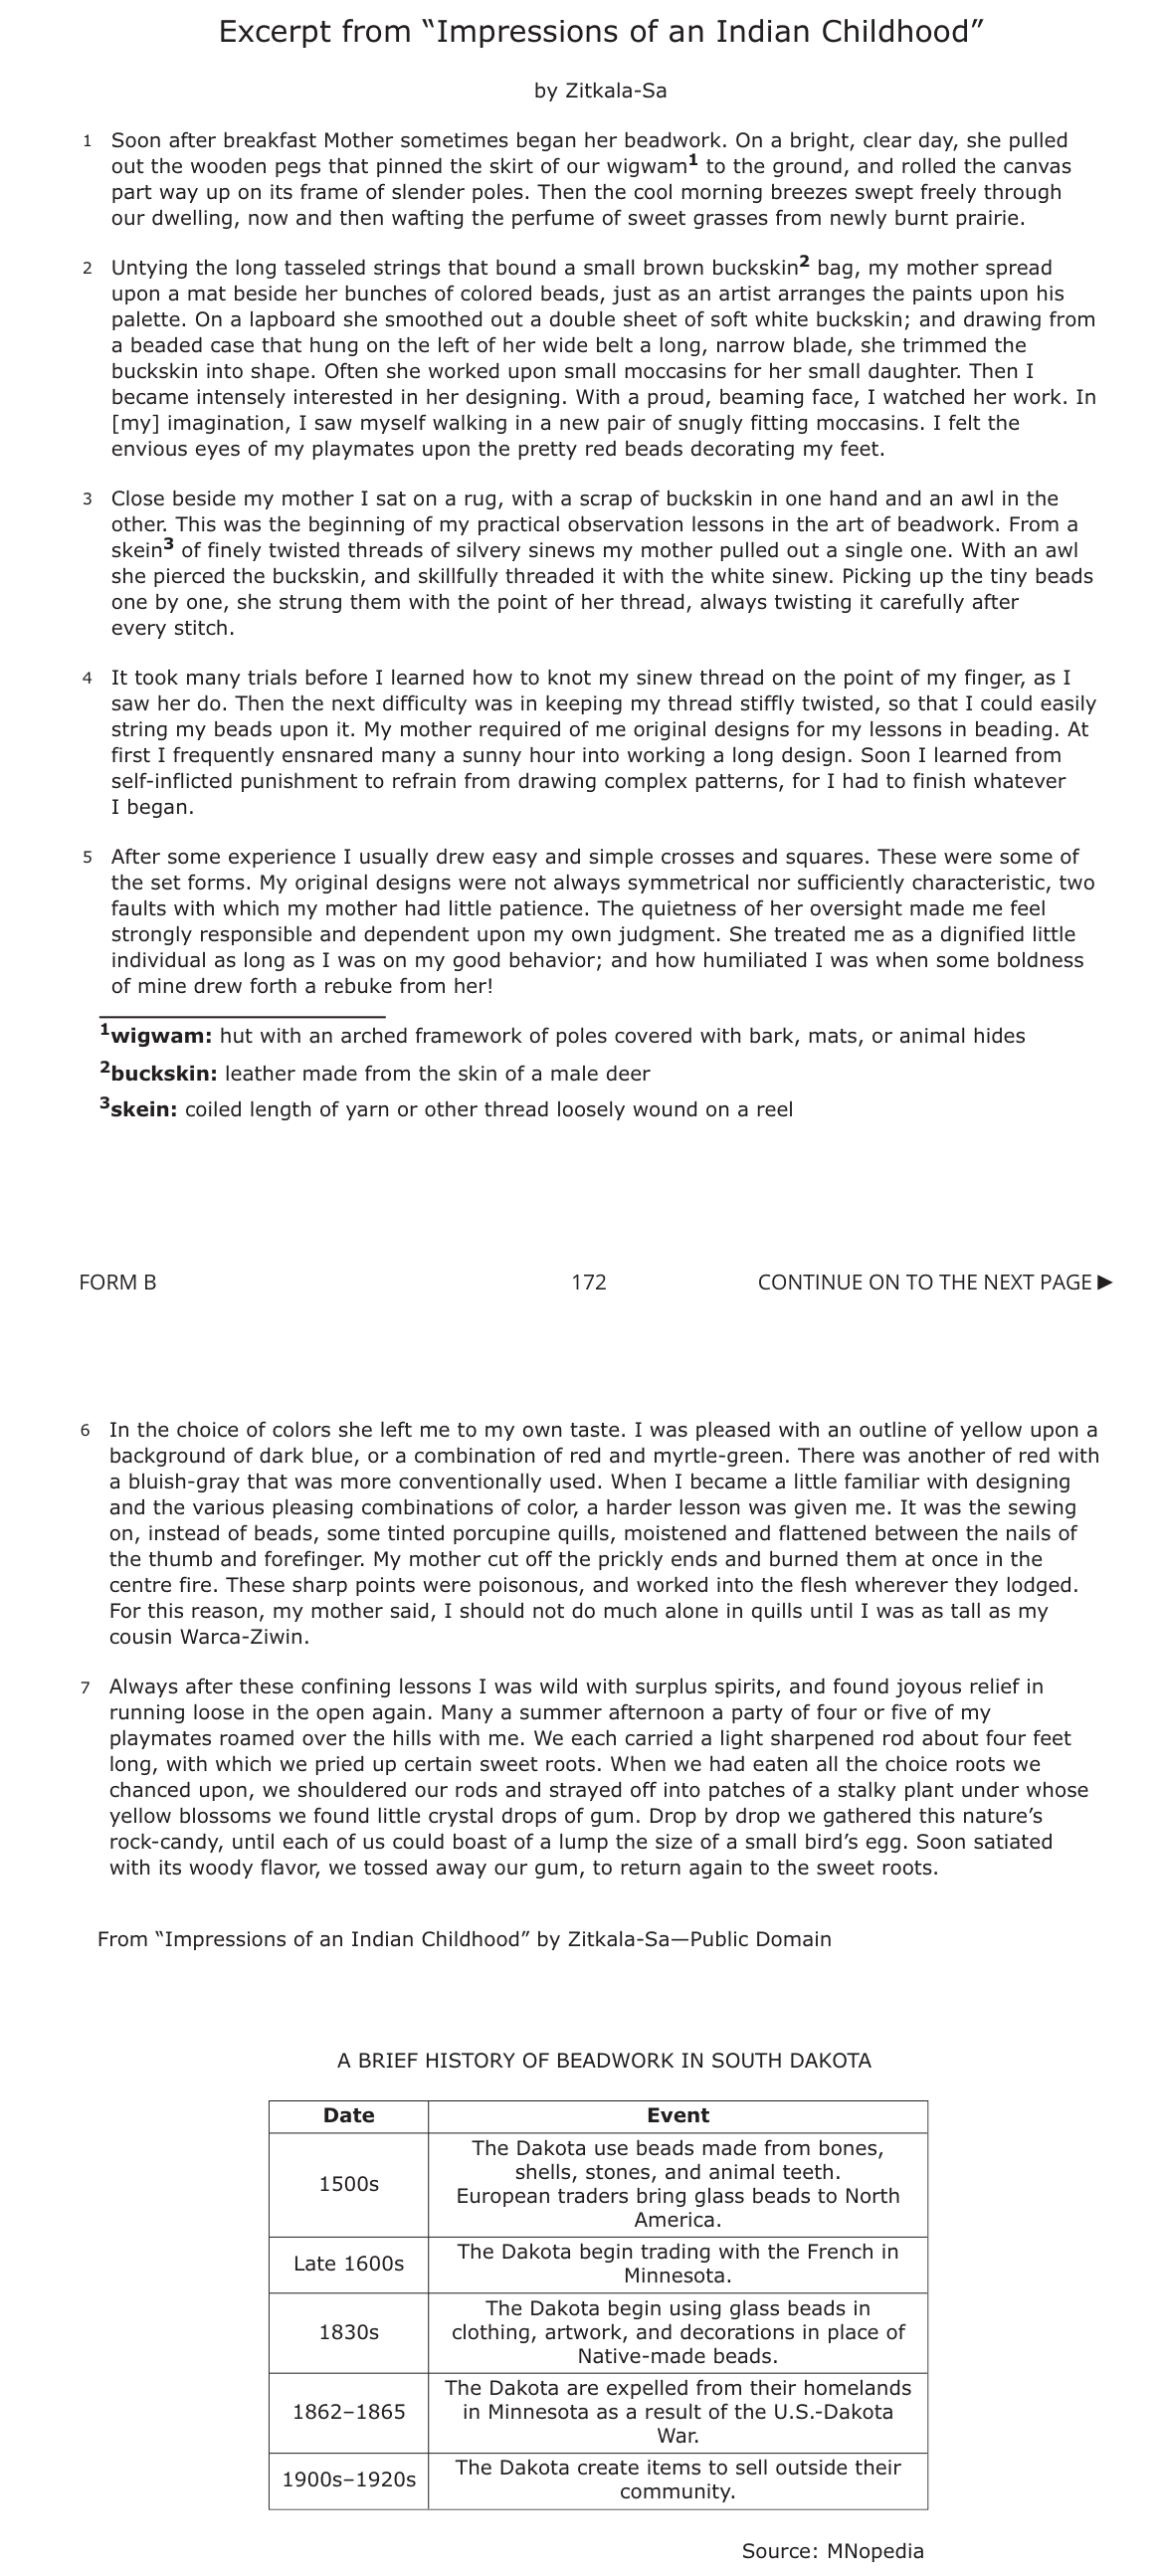 Excerpt from “Impressions of an Indian Childhood”
by Zitkala-Sa
1 Soon after breakfast Mother sometimes began her beadwork. On a bright, clear day, she pulled
out the wooden pegs that pinned the skirt of our wigwam1 to the ground, and rolled the canvas
part way up on its frame of slender poles. Then the cool morning breezes swept freely through
our dwelling, now and then wafting the perfume of sweet grasses from newly burnt prairie.
2 Untying the long tasseled strings that bound a small brown buckskin2 bag, my mother spread
upon a mat beside her bunches of colored beads, just as an artist arranges the paints upon his
palette. On a lapboard she smoothed out a double sheet of soft white buckskin; and drawing from
a beaded case that hung on the left of her wide belt a long, narrow blade, she trimmed the
buckskin into shape. Often she worked upon small moccasins for her small daughter. Then I
became intensely interested in her designing. With a proud, beaming face, I watched her work. In
[my] imagination, I saw myself walking in a new pair of snugly fitting moccasins. I felt the
envious eyes of my playmates upon the pretty red beads decorating my feet.
3 Close beside my mother I sat on a rug, with a scrap of buckskin in one hand and an awl in the
other. This was the beginning of my practical observation lessons in the art of beadwork. From a
skein3 of finely twisted threads of silvery sinews my mother pulled out a single one. With an awl
she pierced the buckskin, and skillfully threaded it with the white sinew. Picking up the tiny beads
one by one, she strung them with the point of her thread, always twisting it carefully after
every stitch.
4 It took many trials before I learned how to knot my sinew thread on the point of my finger, as I
saw her do. Then the next difficulty was in keeping my thread stiffly twisted, so that I could easily
string my beads upon it. My mother required of me original designs for my lessons in beading. At
first I frequently ensnared many a sunny hour into working a long design. Soon I learned from
self-inflicted punishment to refrain from drawing complex patterns, for I had to finish whatever
I began.
5 After some experience I usually drew easy and simple crosses and squares. These were some of
the set forms. My original designs were not always symmetrical nor sufficiently characteristic, two
faults with which my mother had little patience. The quietness of her oversight made me feel
strongly responsible and dependent upon my own judgment. She treated me as a dignified little
individual as long as I was on my good behavior; and how humiliated I was when some boldness
of mine drew forth a rebuke from her!
1wigwam: hut with an arched framework of poles covered with bark, mats, or animal hides
2buckskin: leather made from the skin of a male deer
3skein: coiled length of yarn or other thread loosely wound on a reel
FORM B 172 CONTINUE ON TO THE NEXT PAGE ▶
6 In the choice of colors she left me to my own taste. I was pleased with an outline of yellow upon a
background of dark blue, or a combination of red and myrtle-green. There was another of red with
a bluish-gray that was more conventionally used. When I became a little familiar with designing
and the various pleasing combinations of color, a harder lesson was given me. It was the sewing
on, instead of beads, some tinted porcupine quills, moistened and flattened between the nails of
the thumb and forefinger. My mother cut off the prickly ends and burned them at once in the
centre fire. These sharp points were poisonous, and worked into the flesh wherever they lodged.
For this reason, my mother said, I should not do much alone in quills until I was as tall as my
cousin Warca-Ziwin.
7 Always after these confining lessons I was wild with surplus spirits, and found joyous relief in
running loose in the open again. Many a summer afternoon a party of four or five of my
playmates roamed over the hills with me. We each carried a light sharpened rod about four feet
long, with which we pried up certain sweet roots. When we had eaten all the choice roots we
chanced upon, we shouldered our rods and strayed off into patches of a stalky plant under whose
yellow blossoms we found little crystal drops of gum. Drop by drop we gathered this nature’s
rock-candy, until each of us could boast of a lump the size of a small bird’s egg. Soon satiated
with its woody flavor, we tossed away our gum, to return again to the sweet roots.
From “Impressions of an Indian Childhood” by Zitkala-Sa—Public Domain
A BRIEF HISTORY OF BEADWORK IN SOUTH DAKOTA
Date Event
1500s
The Dakota use beads made from bones,
shells, stones, and animal teeth.
European traders bring glass beads to North
America.
Late 1600s
The Dakota begin trading with the French in
Minnesota.
1830s
The Dakota begin using glass beads in
clothing, artwork, and decorations in place of
Native-made beads.
1862–1865
The Dakota are expelled from their homelands
in Minnesota as a result of the U.S.-Dakota
War.
1900s–1920s
The Dakota create items to sell outside their
community.
Source: MNopedia